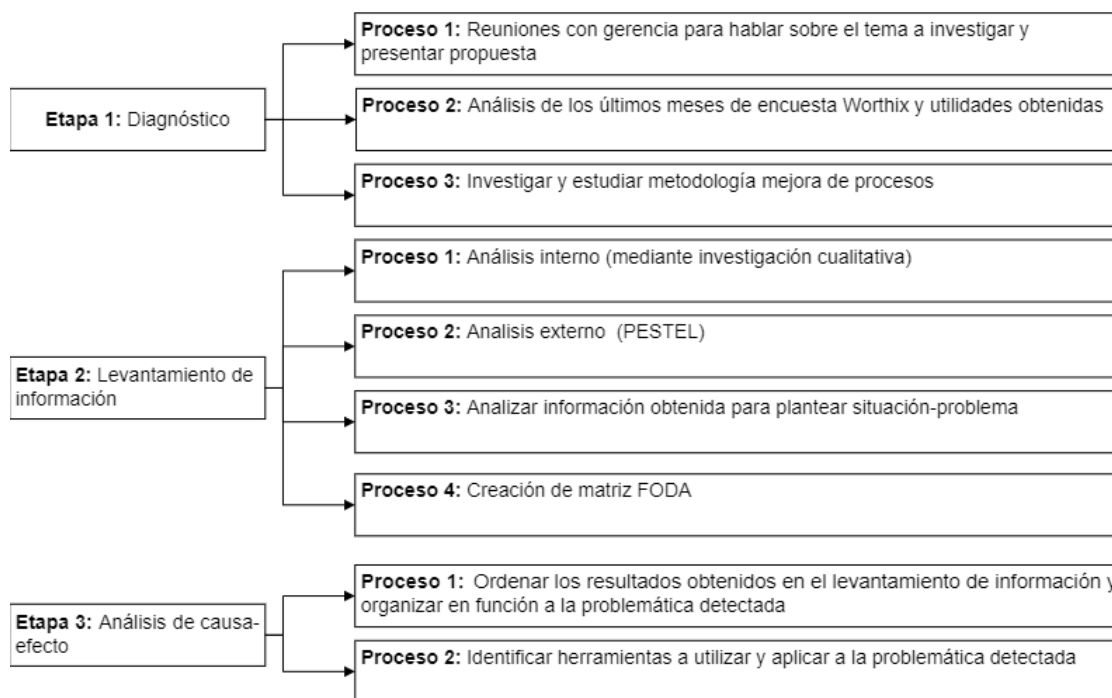 Proceso 1: Reuniones con gerencia para hablar sobre el tema a investigar y
presentar propuesta
Etapa 1: Diagnóstico
Proceso 2: Análisis de los últimos meses de encuesta Worthix y utilidades obtenidas
Proceso 3: Investigar y estudiar metodología mejora de procesos
Proceso 1: Análisis interno (mediante investigación cualitativa)
Proceso 2: Analisis externo (PESTEL)
Etapa 2: Levantamiento de
información
Proceso 3: Analizar información obtenida para plantear situación-problema
Proceso 4: Creación de matriz FODA
Proceso 1: Ordenar los resultados obtenidos en el levantamiento de información y
organizar en función a la problemática detectada
Etapa 3: Análisis de causa-
efecto
Proceso 2: Identificar herramientas a utilizar y aplicar a la problemática detectada